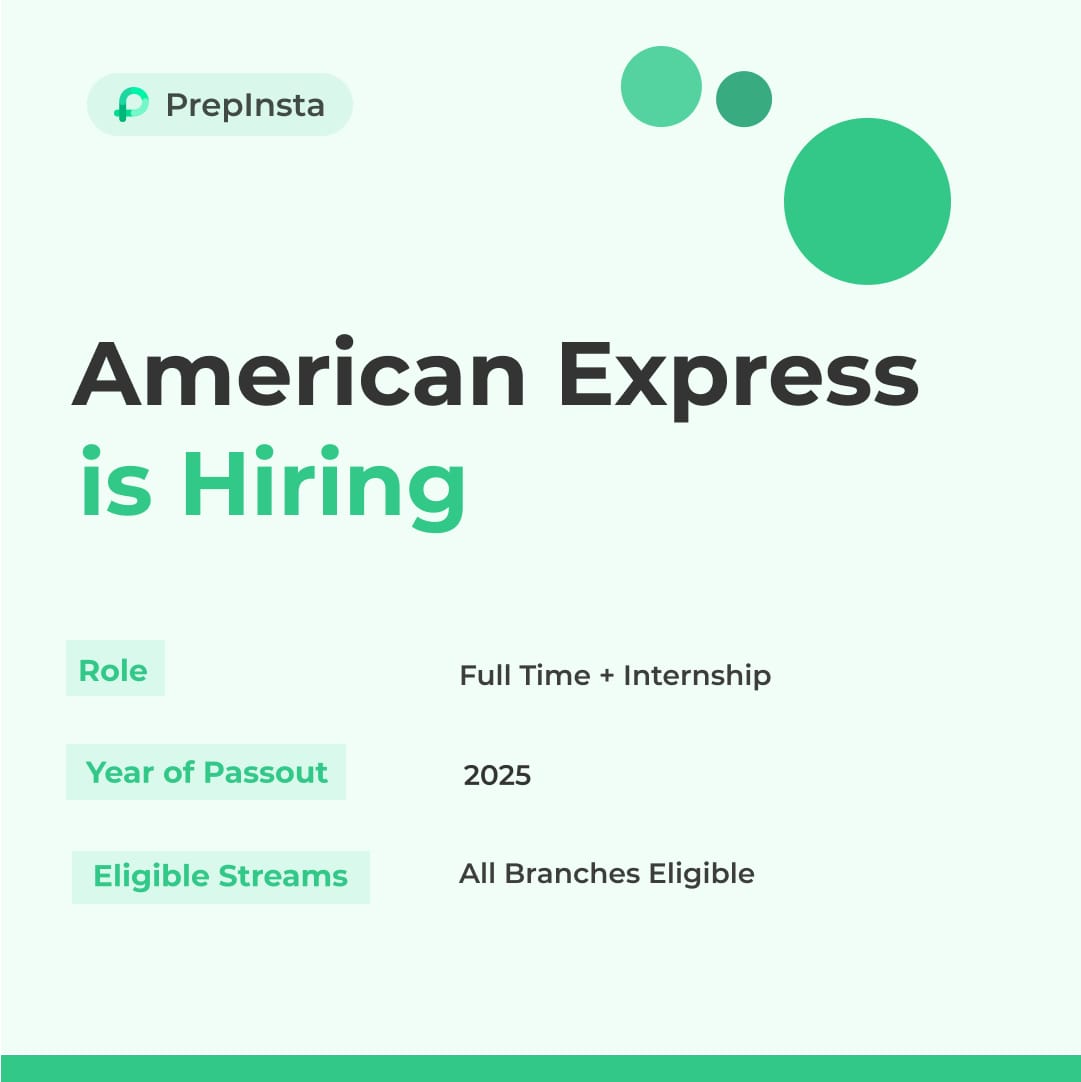 PrepInsta
American Express
is Hiring
Role
Full Time + Internship
Year of Passout
2025
Eligible Streams
All Branches Eligible